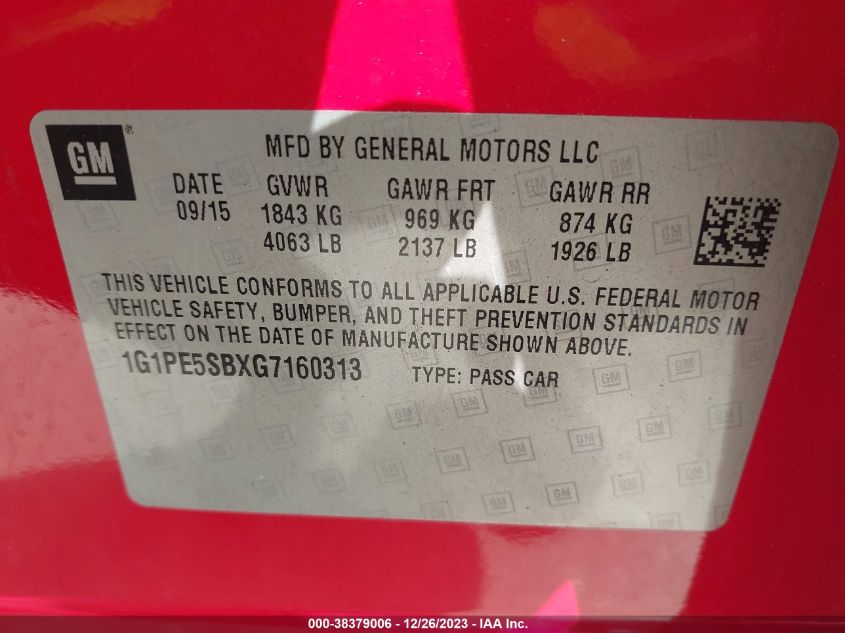 GM ®
MFD BY GENERAL MOTORS LLC
DATE GVWR GAWR FRT GAWR RR
09/15 1843 KG 969 KG 874 KG
4063 LB 2137 LB 1926 LB
THIS VEHICLE CONFORMS TO ALL APPLICABLE U.S. FEDERAL MOTOR
VEHICLE SAFETY, BUMPER, AND THEFT PREVENTION STANDARDS IN
EFFECT ON THE DATE OF MANUFACTURE SHOWN ABOVE.
1G1PE5SBXG7160313 TYPE: PASS CAR
000-38379006 - 12/26/2023 - IAA Inc.